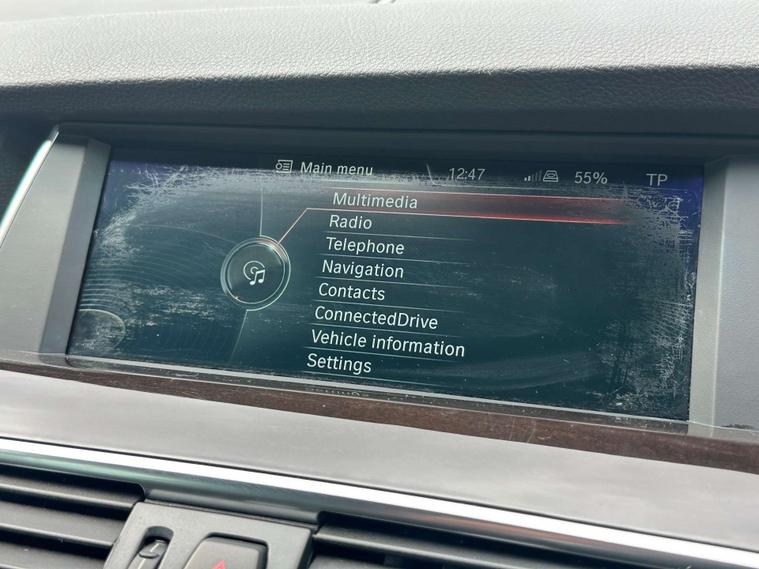 Main menu 12:47 55% TP
Multimedia
Radio
Telephone
Navigation
Contacts
ConnectedDrive
Vehicle information
Settings